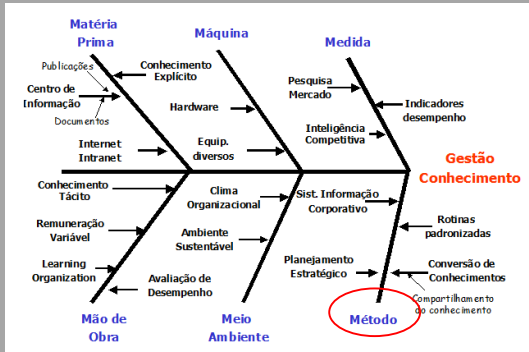 Matéria
Prima
Máquina
Medida
Publicações
Conhecimento
Explícito
Centro de
Informação
Documentos
Hardware
Pesquisa
Mercado
Indicadores
desempenho
Internet
Intranet
Equip.
diversos
Inteligência
Competitiva
Gestão
Conhecimento
Conhecimento
Tácito
Clima
Organizacional
Sist. Informação
Corporativo
Remuneração
Variável
Ambiente
Sustentável
Rotinas
padronizadas
Learning
Organization
Avaliação de
Desempenho
Planejamento
Estratégico
Conversão de
Conhecimentos
Compartilhamento
do conhecimento
Mão de
Obra
Meio
Ambiente
Método